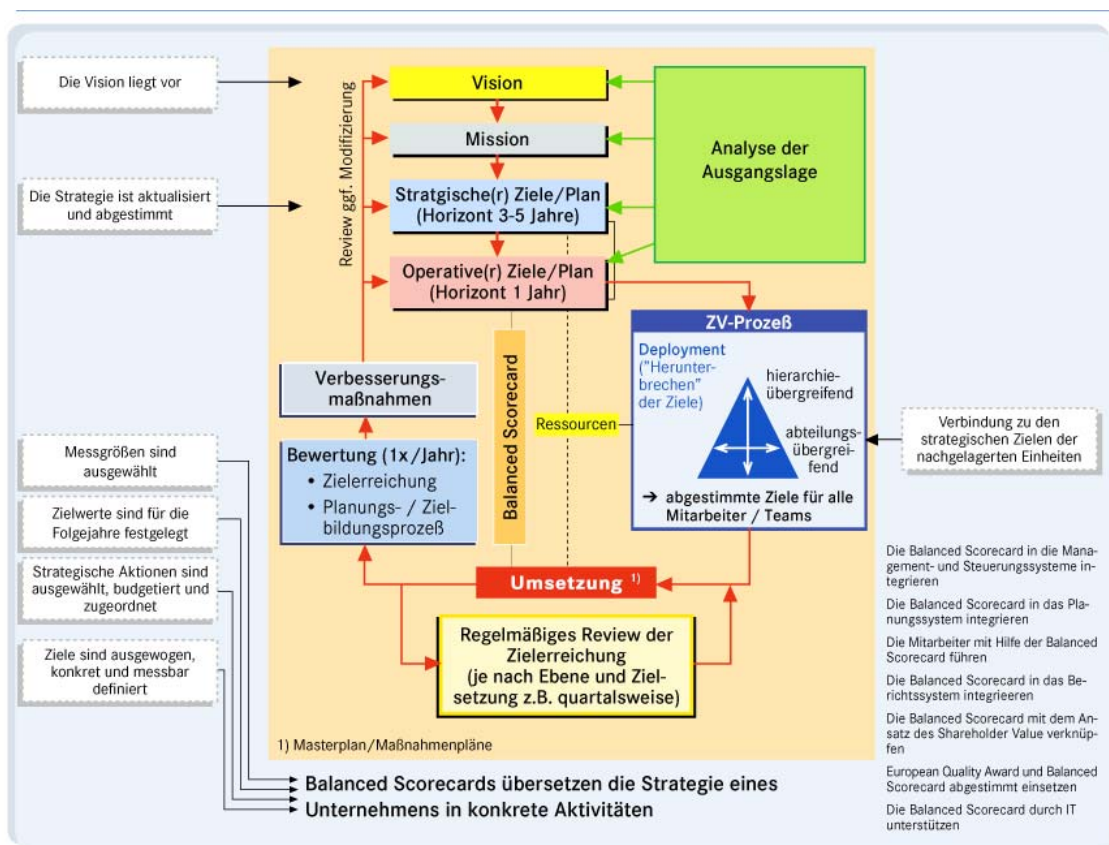 Die Vision liegt vor
Die Strategie ist aktualisiert
und abgestimmt
Messgrößen sind
ausgewählt
Zielwerte sind für die
Folgejahre festgelegt
Strategische Aktionen sind
ausgewählt, budgetiert und
zugeordnet
Ziele sind ausgewogen,
konkret und messbar
definiert
Review ggf. Modifizierung
Vision
Mission
Stratgische(r) Ziele/Plan
(Horizont 3-5 Jahre)
Operative(r) Ziele/Plan
(Horizont 1 Jahr)
Analyse der
Ausgangslage
ZV-Prozeß
Deployment
("Herunter-
brechen"
der Ziele)
hierarchie-
übergreifend
abteilungs-
übergrei-
fend
➔ abgestimmte Ziele für alle
Mitarbeiter / Teams
Ressourcen
Balanced Scorecard
Verbesserungs-
maßnahmen
Bewertung (1x/Jahr):
• Zielerreichung
• Planungs- / Ziel-
bildungsprozeß
Umsetzung 1)
Regelmäßiges Review der
Zielerreichung
(je nach Ebene und Ziel-
setzung z.B. quartalsweise)
1) Masterplan/Maßnahmenpläne
Verbindung zu den
strategischen Zielen der
nachgelagerten Einheiten
Die Balanced Scorecard in die Mana-
gement- und Steuerungssysteme in-
tegrieren
Die Balanced Scorecard in das Pla-
nungssystem integrieren
Die Mitarbeiter mit Hilfe der Balanced
Scorecard führen
Die Balanced Scorecard in das Be-
richtssystem integrieeren
Die Balanced Scorecard mit dem An-
satz des Shareholder Value verknüp-
fen
European Quality Award und Balanced
Scorecard abgestimmt einsetzen
Die Balanced Scorecard durch IT
unterstützen
Balanced Scorecards übersetzen die Strategie eines
Unternehmens in konkrete Aktivitäten